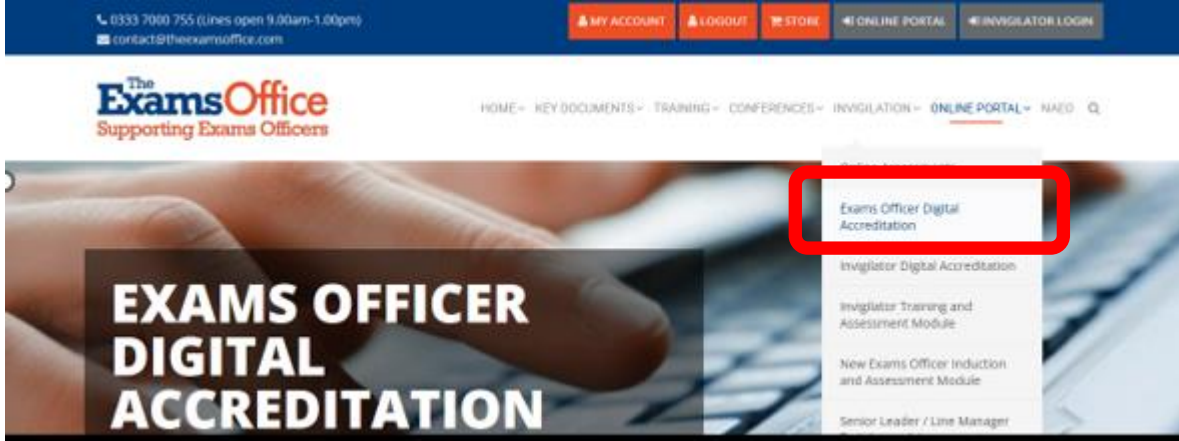 0333 7000 755 (Lines open 9.00am-1.00pm)
contact@theexamsoffice.com
MY ACCOUNT
LOGOUT
STORE
ONLINE PORTAL
INVIGILATOR LOGIN
The
ExamsOffice
Supporting Exams Officers
HOME
KEY DOCUMENTS
TRAINING
CONFERENCES
INVIGILATION
ONLINE PORTAL
NAEO
Exams Officer Digital
Accreditation
Invigilator Digital Accreditation
Invigilator Training and
Assessment Module
New Exams Officer Induction
and Assessment Module
Senior Leader / Line Manager
EXAMS OFFICER
DIGITAL
ACCREDITATION